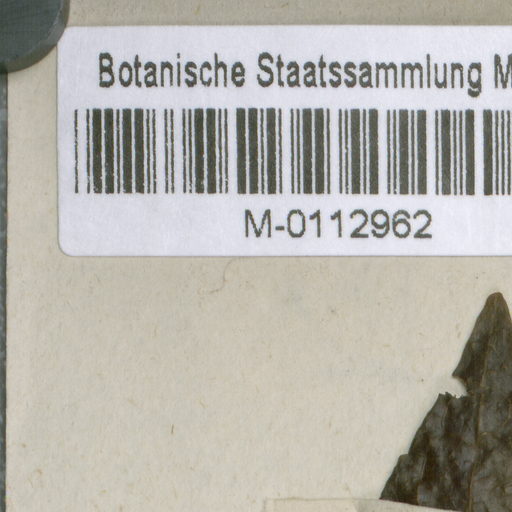 Botanische Staatssammlung M
M-0112962